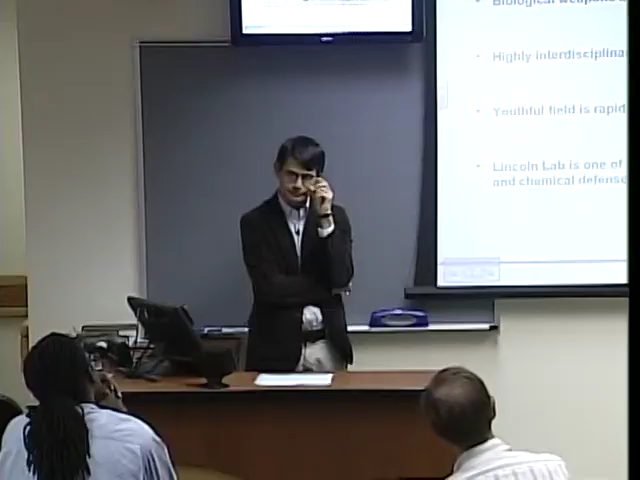 Biological weapons
Highly interdisciplina
Youthful field is rapid
Lincoln Lab is one of
and chemical defense